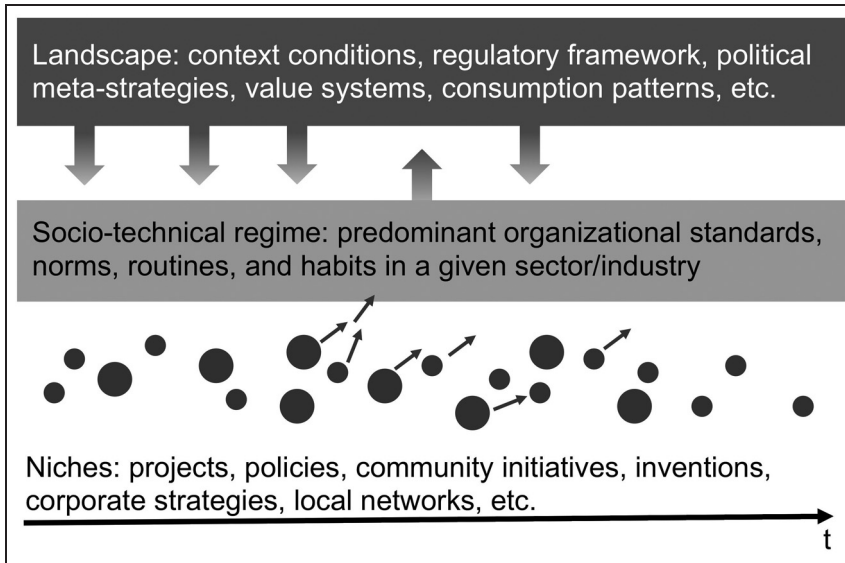 Landscape: context conditions, regulatory framework, political
meta-strategies, value systems, consumption patterns, etc.
Socio-technical regime: predominant organizational standards,
norms, routines, and habits in a given sector/industry
Niches: projects, policies, community initiatives, inventions,
corporate strategies, local networks, etc.
t